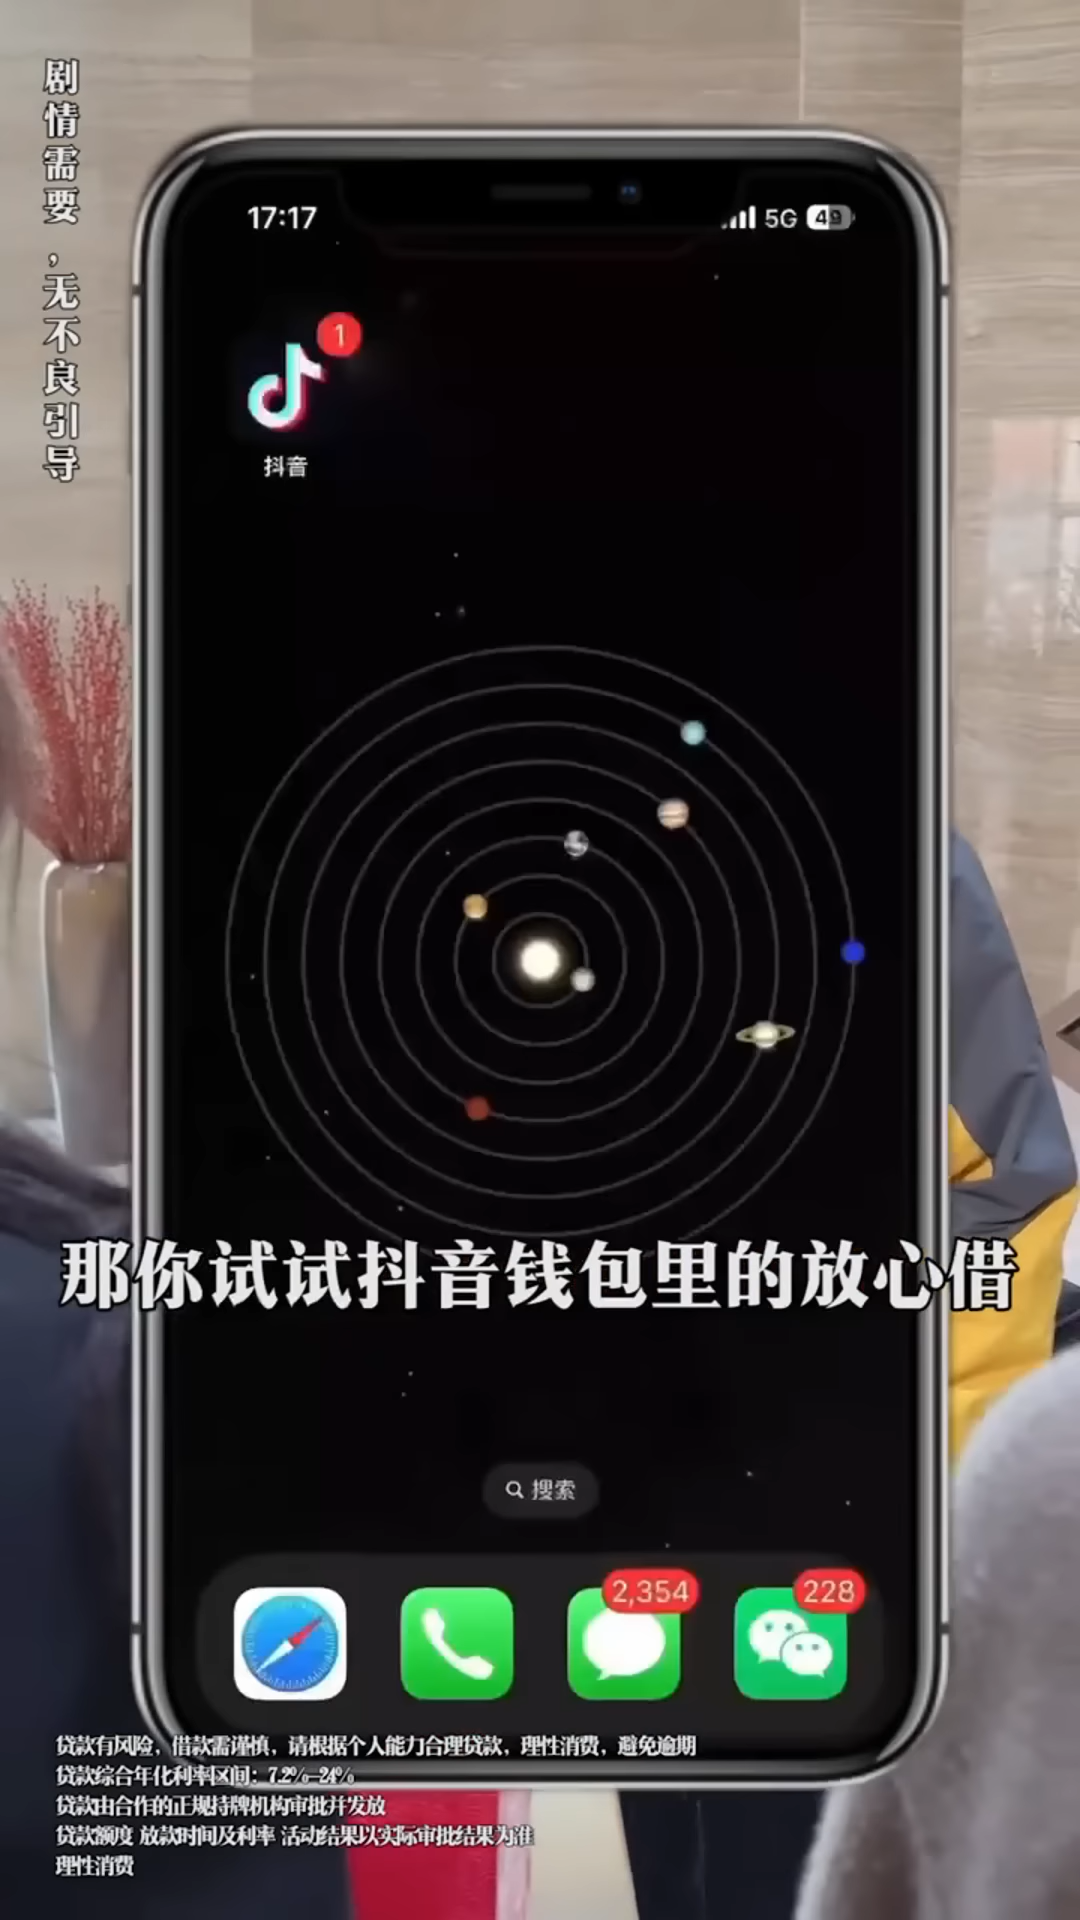 剧情需要，无不良引导
17:17
5G
49
1
抖音
那你试试抖音钱包里的放心借
搜索
2,354
228
贷款有风险，借款需谨慎，请根据个人能力合理贷款，理性消费，避免逾期
贷款综合年化利率区间：7.2%—24%
贷款由合作的正规持牌机构审批并发放
贷款额度 放款时间及利率 活动结果以实际审批结果为准
理性消费